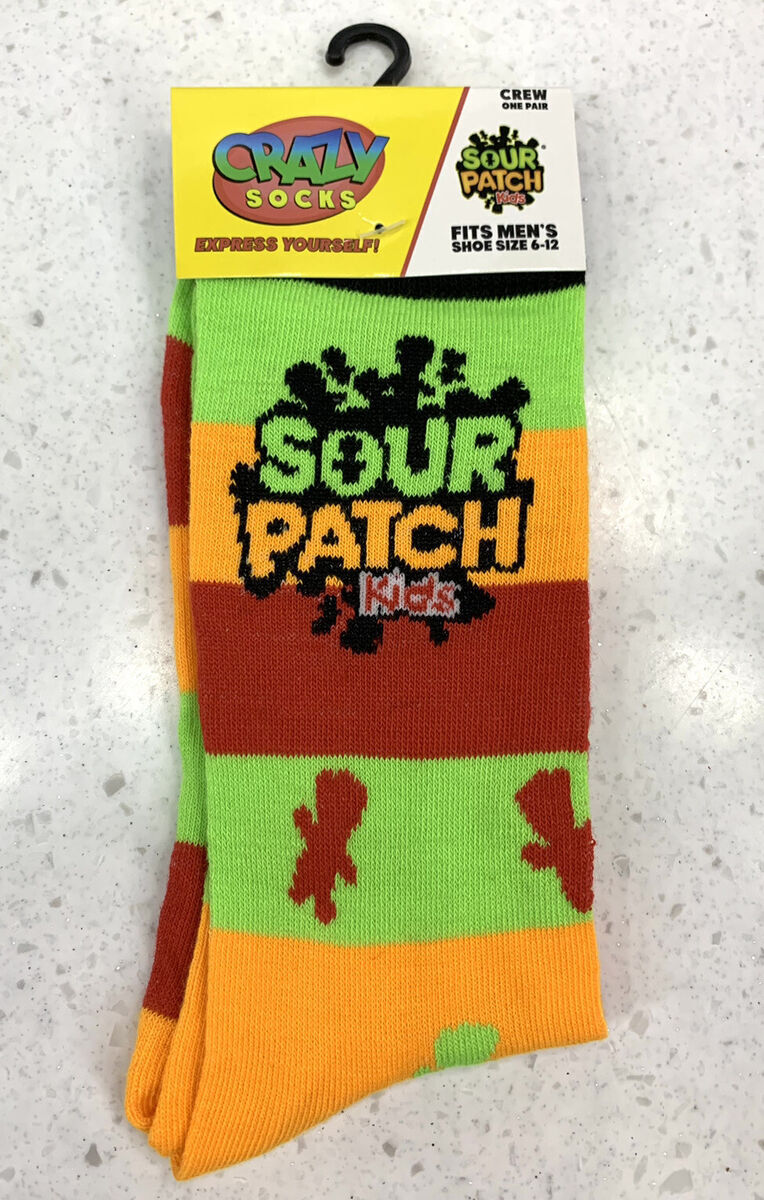 CRAZY
SOCKS
EXPRESS YOURSELF!
CREW
ONE PAIR
SOUR
PATCH
Kids
®
FITS MEN'S
SHOE SIZE 6-12
SOUR
PATCH
Kids